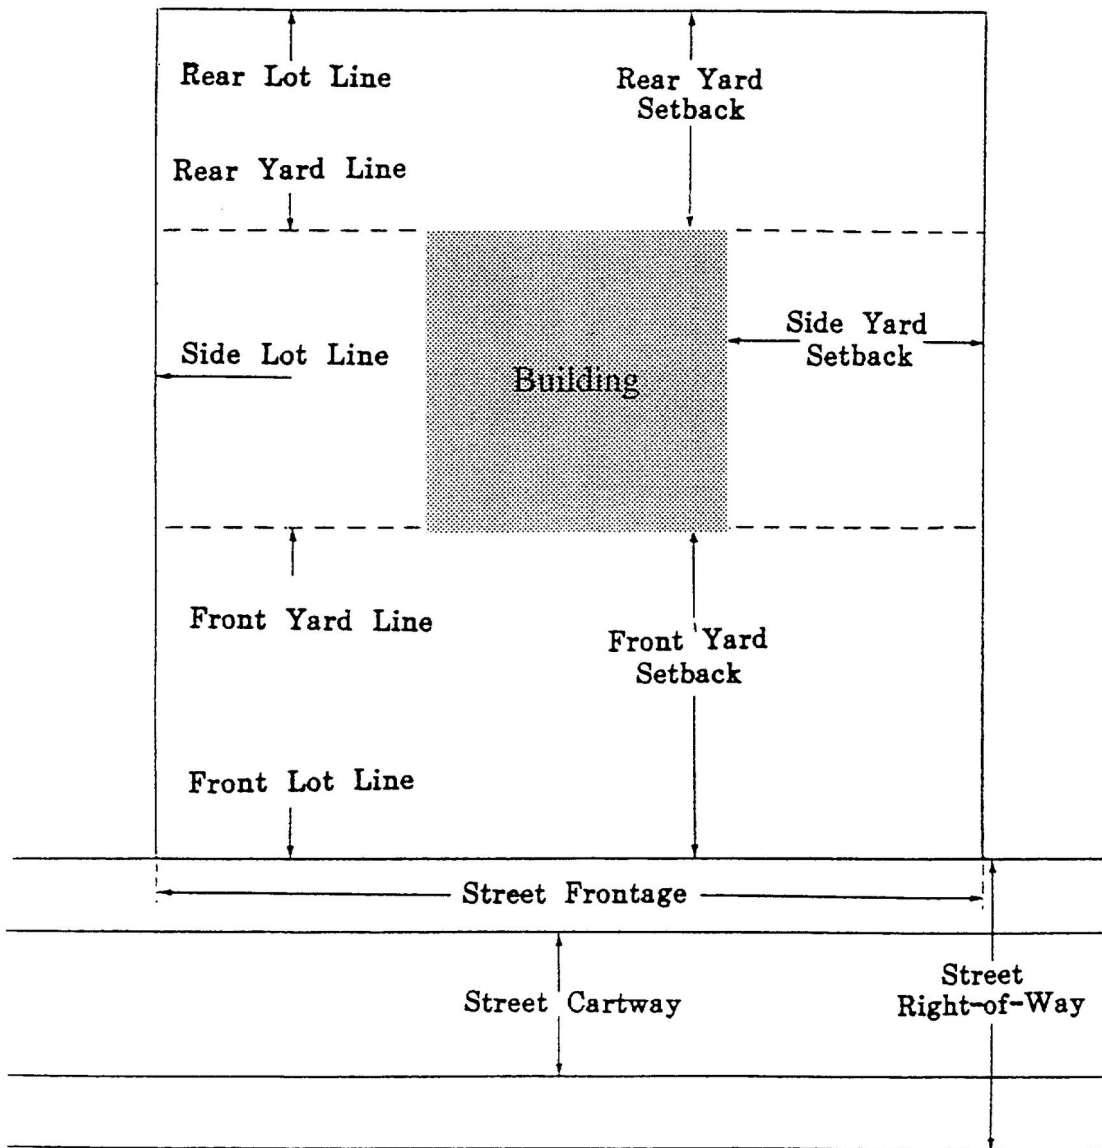 Rear Lot Line
Rear Yard
Setback
Rear Yard Line
Side Yard
Setback
Side Lot Line
Building
Front Yard Line
Front Yard
Setback
Front Lot Line
Street Frontage
Street Cartway
Street
Right-of-Way